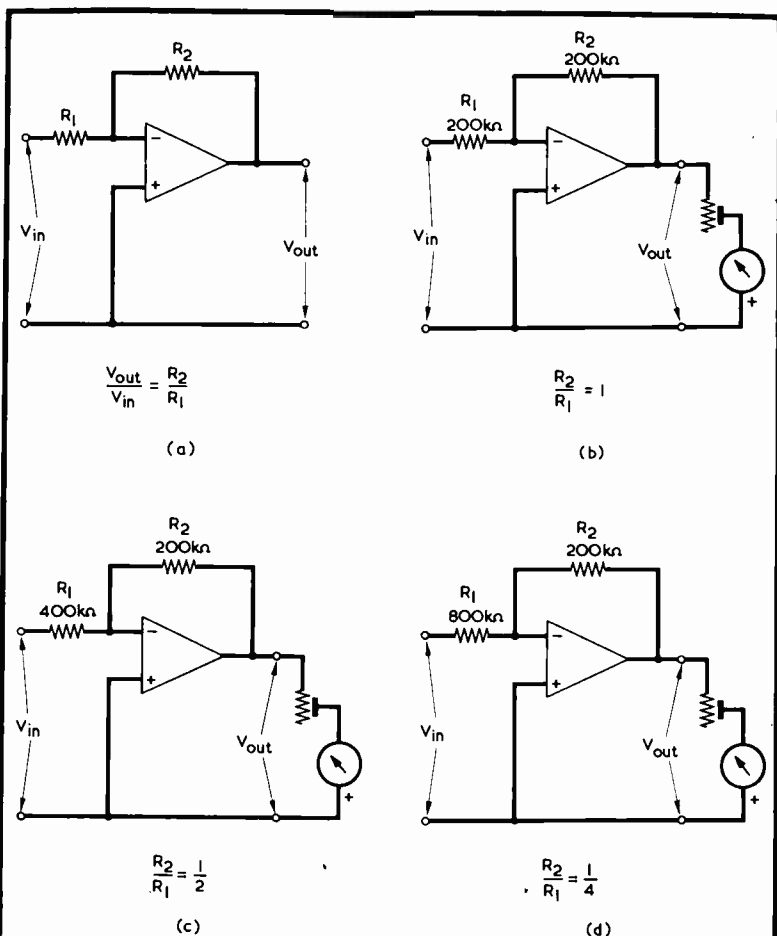 R2
R1
−
+
Vin
Vout
Vout/Vin = R2/R1
(a)
R2
200kΩ
R1
200kΩ
−
+
Vin
Vout
+
R2/R1 = 1
(b)
R2
200kΩ
R1
400kΩ
−
+
Vin
Vout
+
R2/R1 = 1/2
(c)
R2
200kΩ
R1
800kΩ
−
+
Vin
Vout
+
R2/R1 = 1/4
(d)